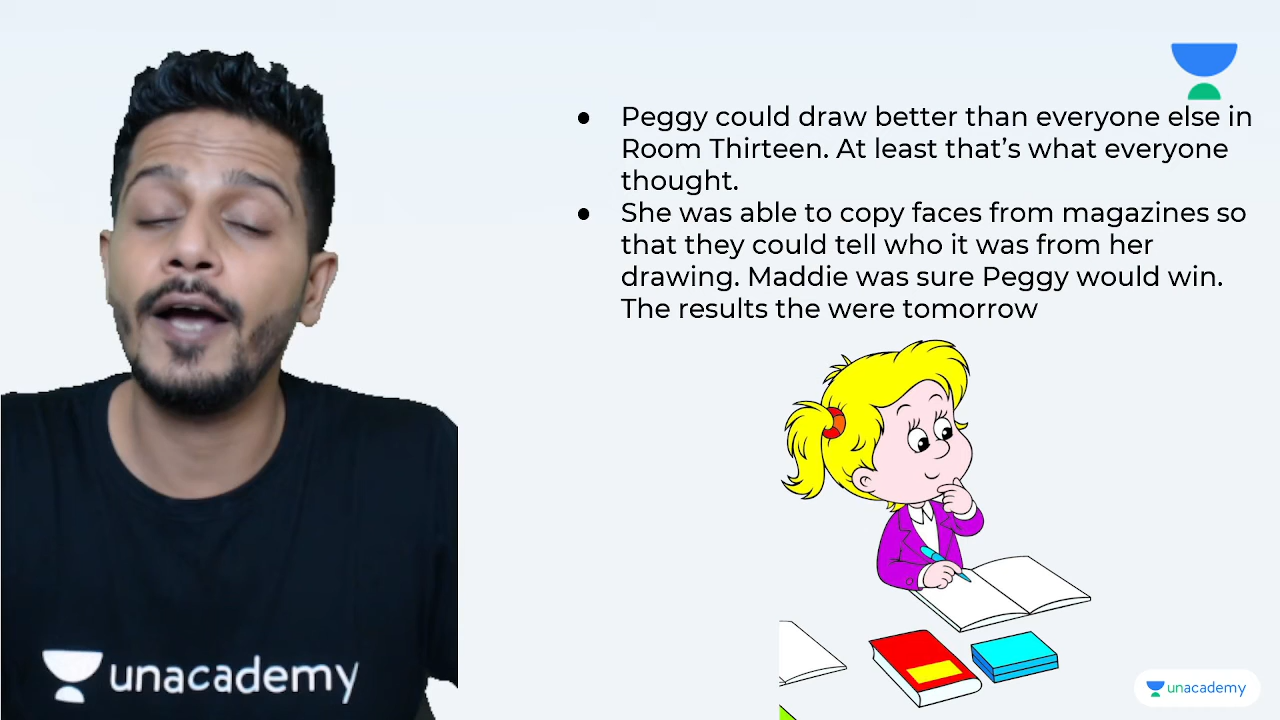 ● Peggy could draw better than everyone else in
Room Thirteen. At least that’s what everyone
thought.
● She was able to copy faces from magazines so
that they could tell who it was from her
drawing. Maddie was sure Peggy would win.
The results the were tomorrow
unacademy
unacademy